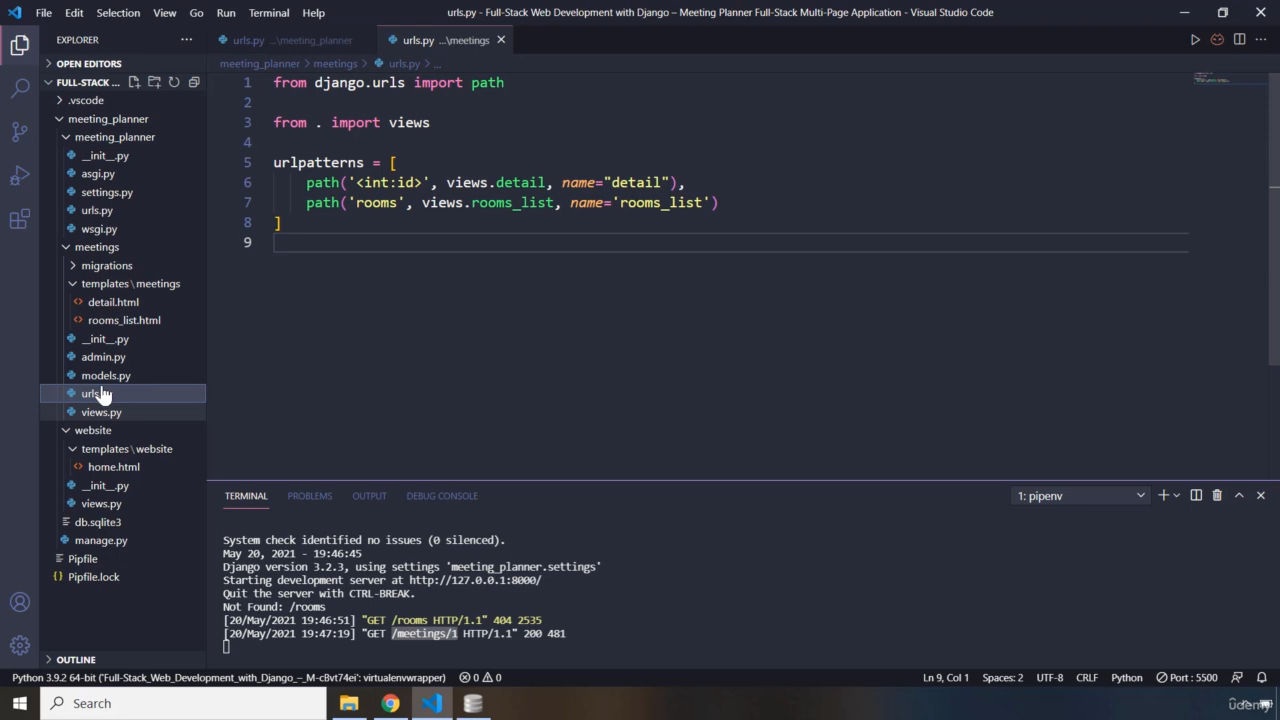 File Edit Selection View Go Run Terminal Help
urls.py - Full-Stack Web Development with Django – Meeting Planner Full-Stack Multi-Page Application - Visual Studio Code
EXPLORER
urls.py ...\meeting_planner
urls.py ...\meetings
OPEN EDITORS
meeting_planner > meetings > urls.py > ...
FULL-STACK ...
.vscode
meeting_planner
meeting_planner
__init__.py
asgi.py
settings.py
urls.py
wsgi.py
meetings
migrations
templates\meetings
detail.html
rooms_list.html
__init__.py
admin.py
models.py
views.py
website
templates\website
home.html
__init__.py
views.py
db.sqlite3
manage.py
Pipfile
Pipfile.lock
OUTLINE
1 from django.urls import path
2
3 from . import views
4
5 urlpatterns = [
6 path('<int:id>', views.detail, name="detail"),
7 path('rooms', views.rooms_list, name='rooms_list')
8 ]
9
TERMINAL PROBLEMS OUTPUT DEBUG CONSOLE
1: pipenv
System check identified no issues (0 silenced).
May 20, 2021 - 19:46:45
Django version 3.2.3, using settings 'meeting_planner.settings'
Starting development server at http://127.0.0.1:8000/
Quit the server with CTRL-BREAK.
Not Found: /rooms
[20/May/2021 19:46:51] "GET /rooms HTTP/1.1" 404 2535
[20/May/2021 19:47:19] "GET /meetings/1 HTTP/1.1" 200 481
Python 3.9.2 64-bit ('Full-Stack_Web_Development_with_Django_–_M-cBvt74ei': virtualenvwrapper) 0 0
Ln 9, Col 1 Spaces: 2 UTF-8 CRLF Python Port : 5500
Search